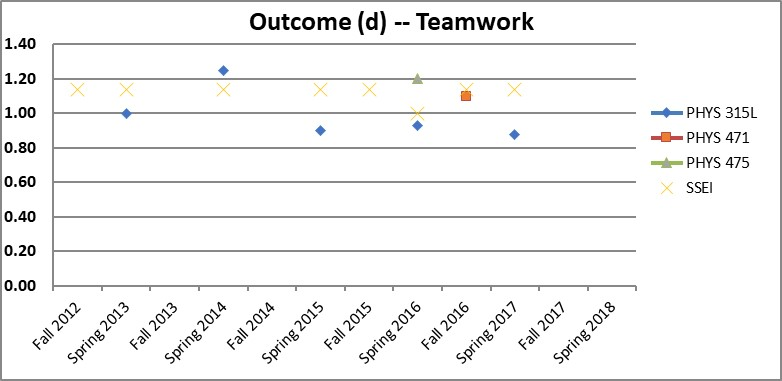 Outcome (d) -- Teamwork
1.40
1.20
1.00
0.80
0.60
0.40
0.20
0.00
Fall 2012
Spring 2013
Fall 2013
Spring 2014
Fall 2014
Spring 2015
Fall 2015
Spring 2016
Fall 2016
Spring 2017
Fall 2017
Spring 2018
PHYS 315L
PHYS 471
PHYS 475
SSEI